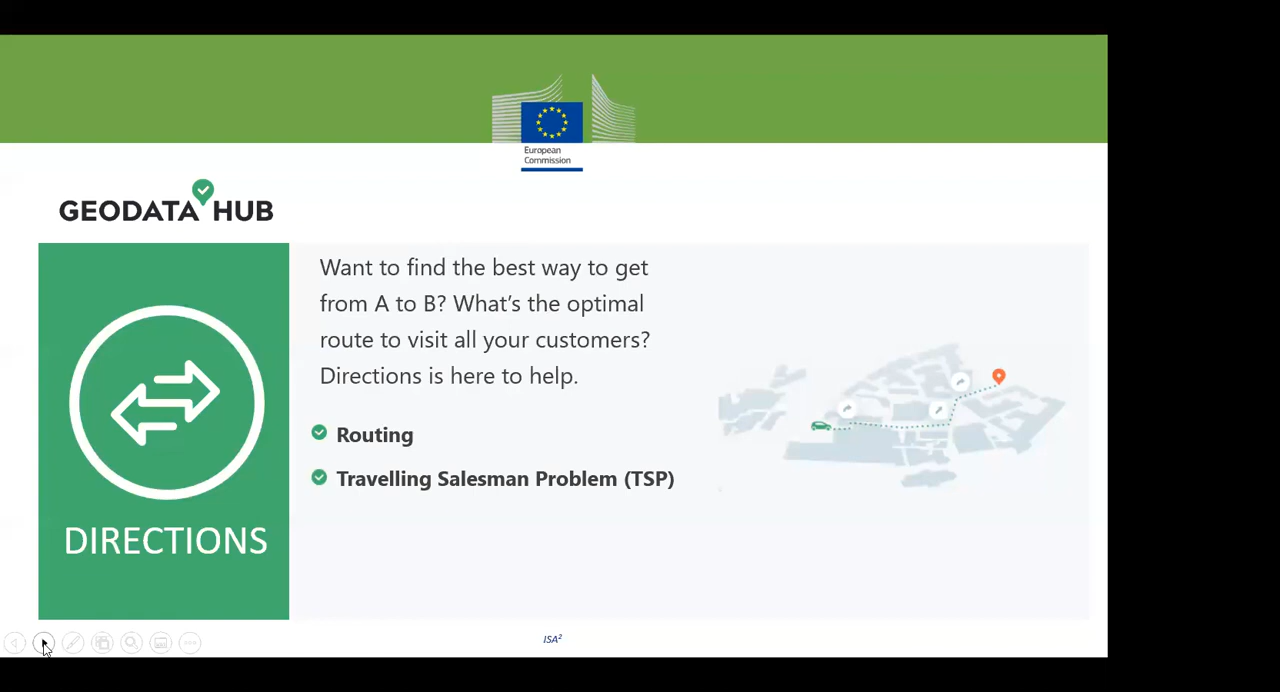 European
Commission
GEODATA HUB
Want to find the best way to get
from A to B? What’s the optimal
route to visit all your customers?
Directions is here to help.
Routing
Travelling Salesman Problem (TSP)
DIRECTIONS
ISA²